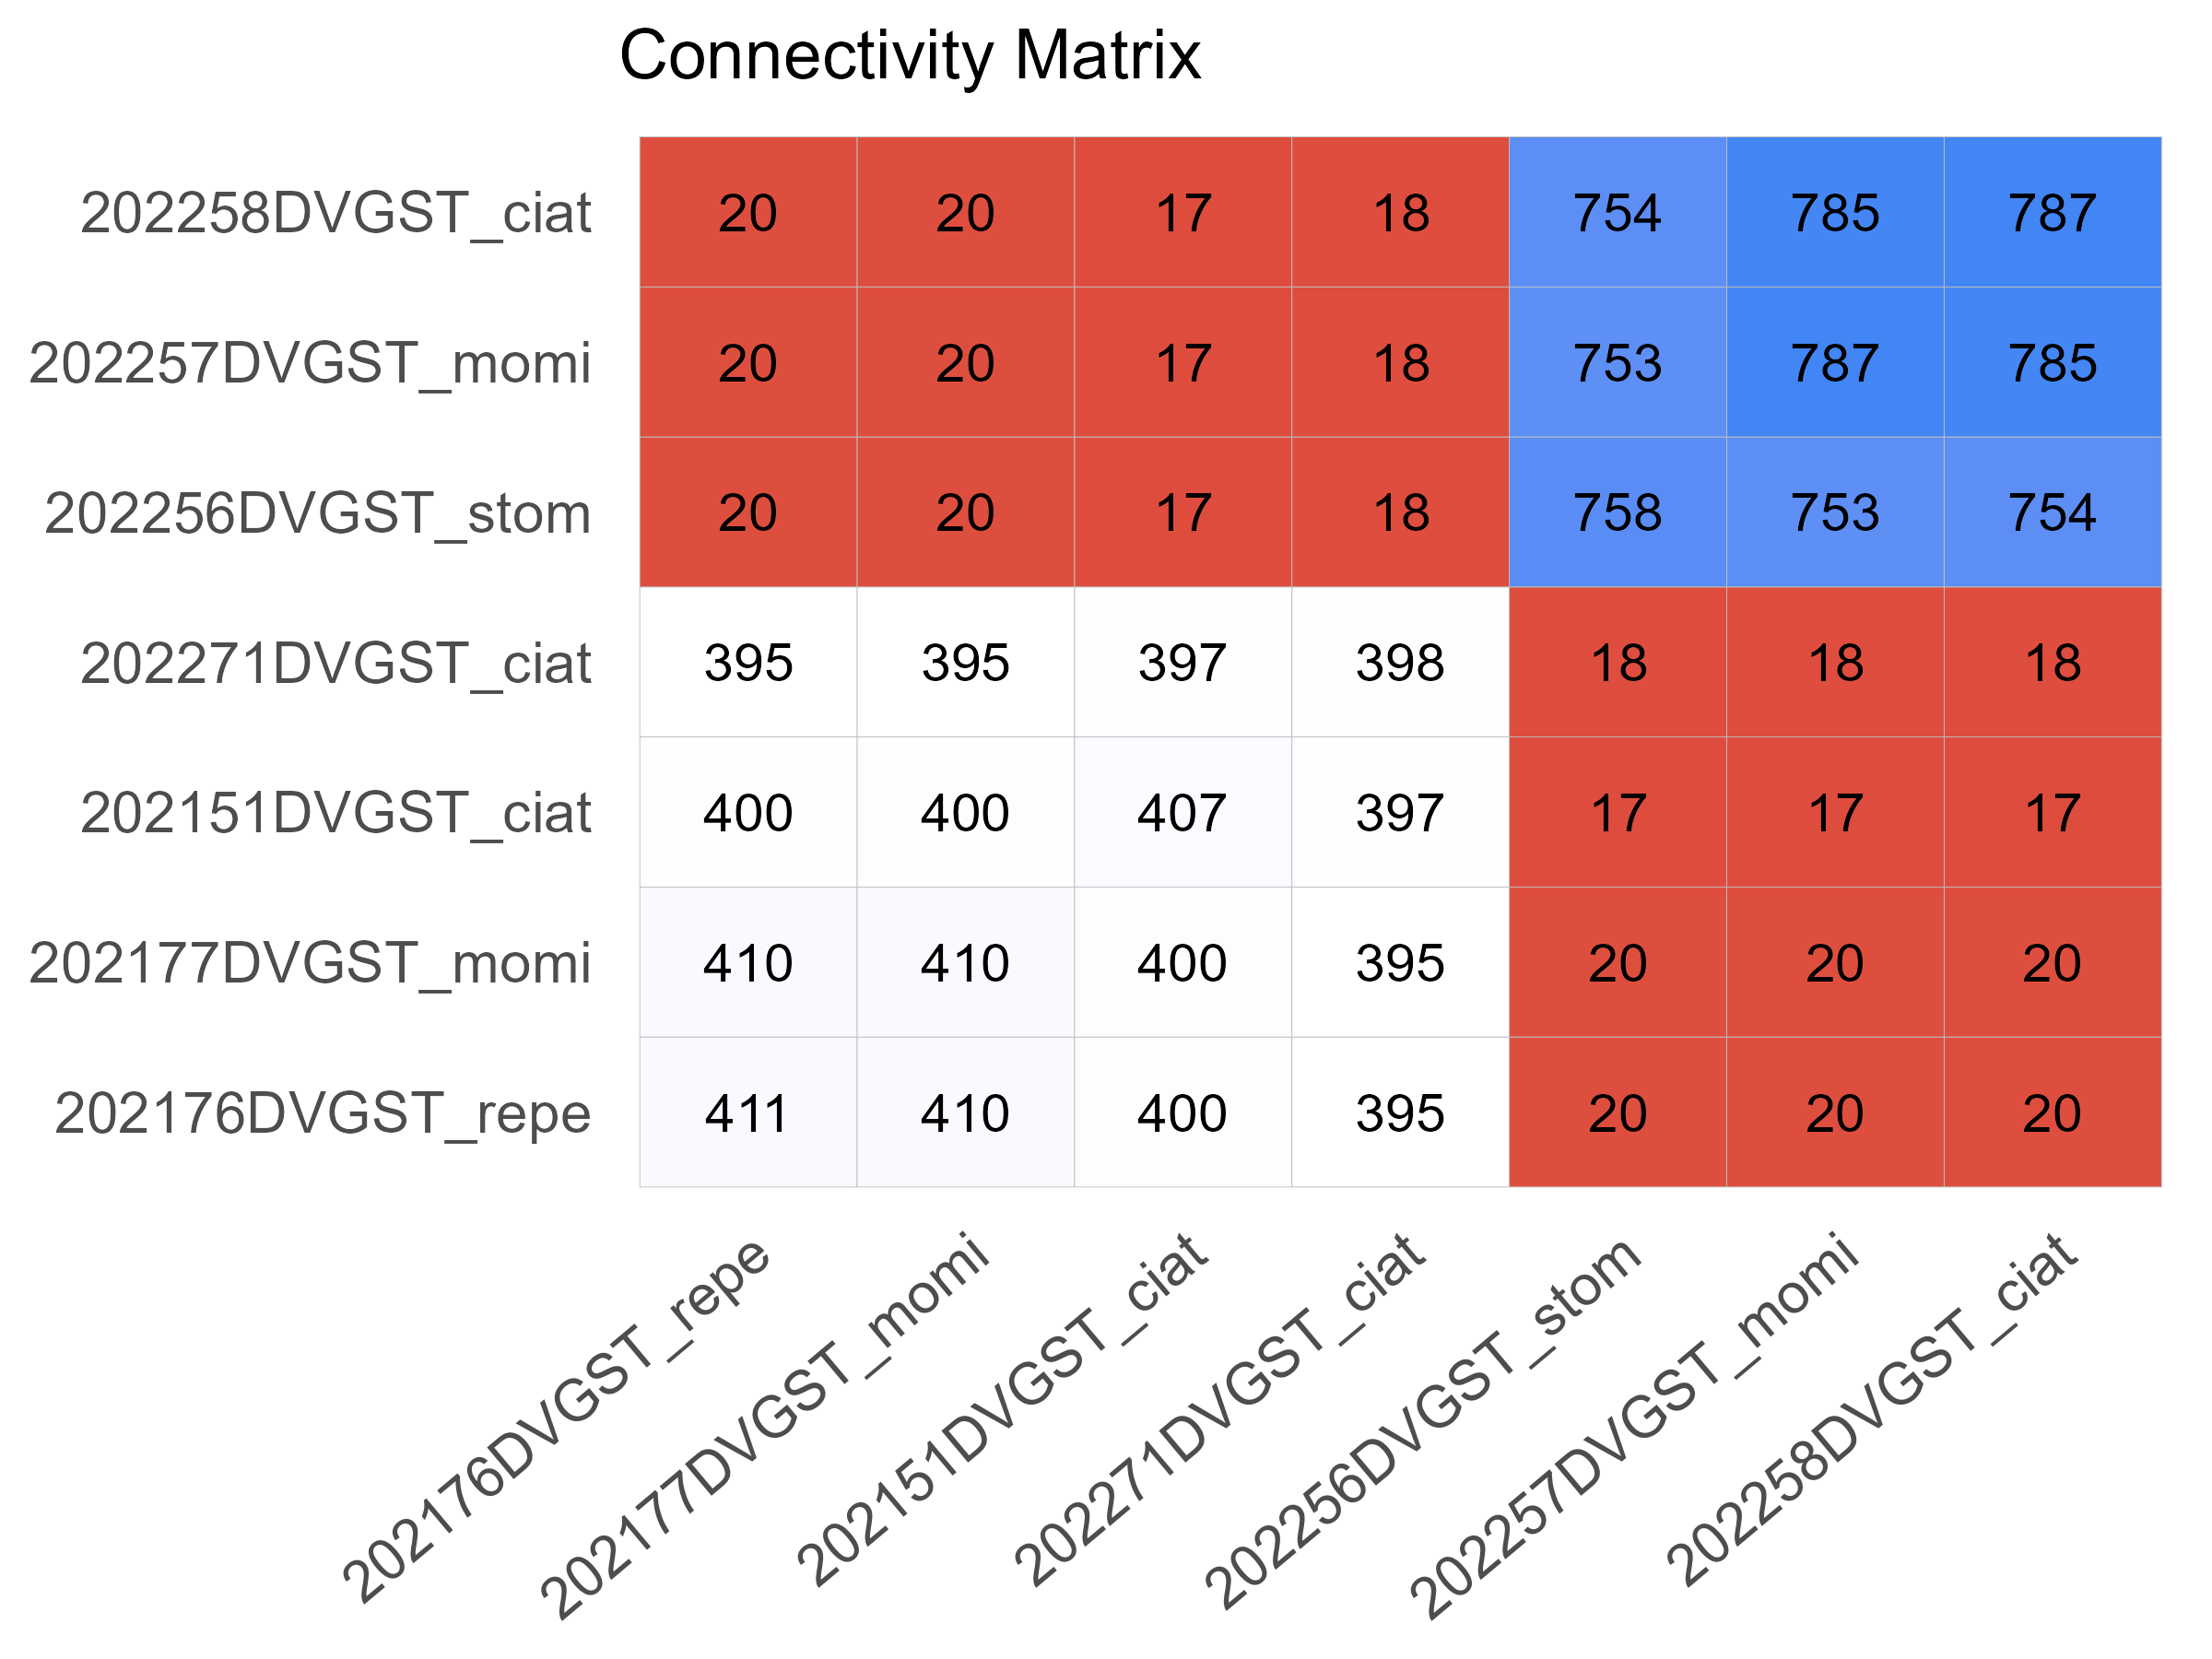 Connectivity Matrix
202258DVGST_ciat 20 20 17 18 754 785 787
202257DVGST_momi 20 20 17 18 753 787 785
202256DVGST_stom 20 20 17 18 758 753 754
202271DVGST_ciat 395 395 397 398 18 18 18
202151DVGST_ciat 400 400 407 397 17 17 17
202177DVGST_momi 410 410 400 395 20 20 20
202176DVGST_repe 411 410 400 395 20 20 20
202176DVGST_repe
202177DVGST_momi
202151DVGST_ciat
202271DVGST_ciat
202256DVGST_stom
202257DVGST_momi
202258DVGST_ciat